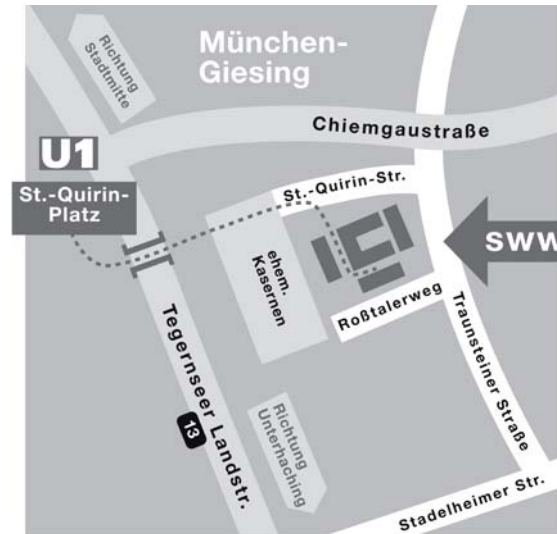 Richtung
Stadtmitte
München-
Giesing
Chiemgaustraße
U1
St.-Quirin-
Platz
St.-Quirin-Str.
SWW
ehem.
Kasernen
Roßtalerweg
Traunsteiner Straße
Tegernseer Landstr.
13
Richtung
Unterhaching
Stadelheimer Str.